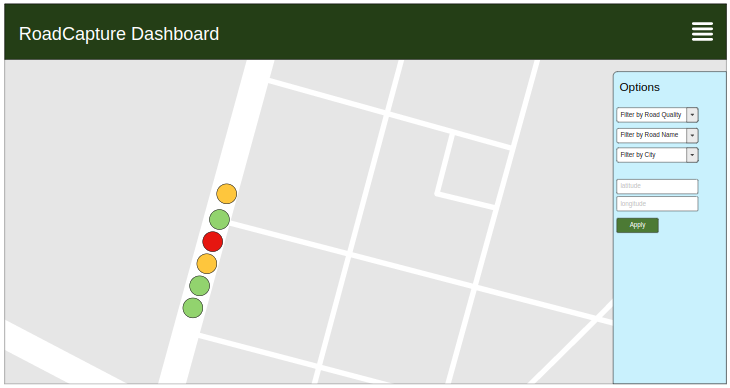 RoadCapture Dashboard
Options
Filter by Road Quality
Filter by Road Name
Filter by City
latitude
longitude
Apply